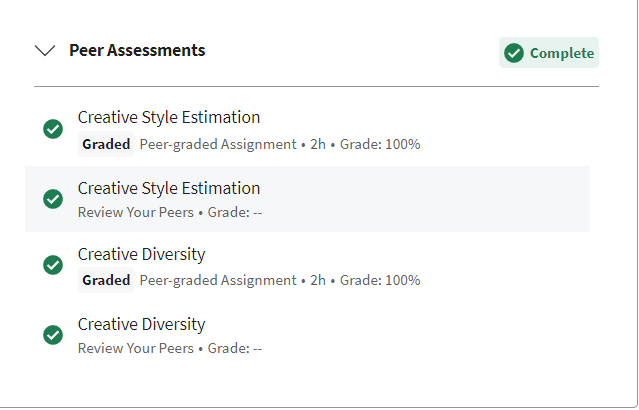 Peer Assessments
Complete
Creative Style Estimation
Graded Peer-graded Assignment • 2h • Grade: 100%
Creative Style Estimation
Review Your Peers • Grade: --
Creative Diversity
Graded Peer-graded Assignment • 2h • Grade: 100%
Creative Diversity
Review Your Peers • Grade: --